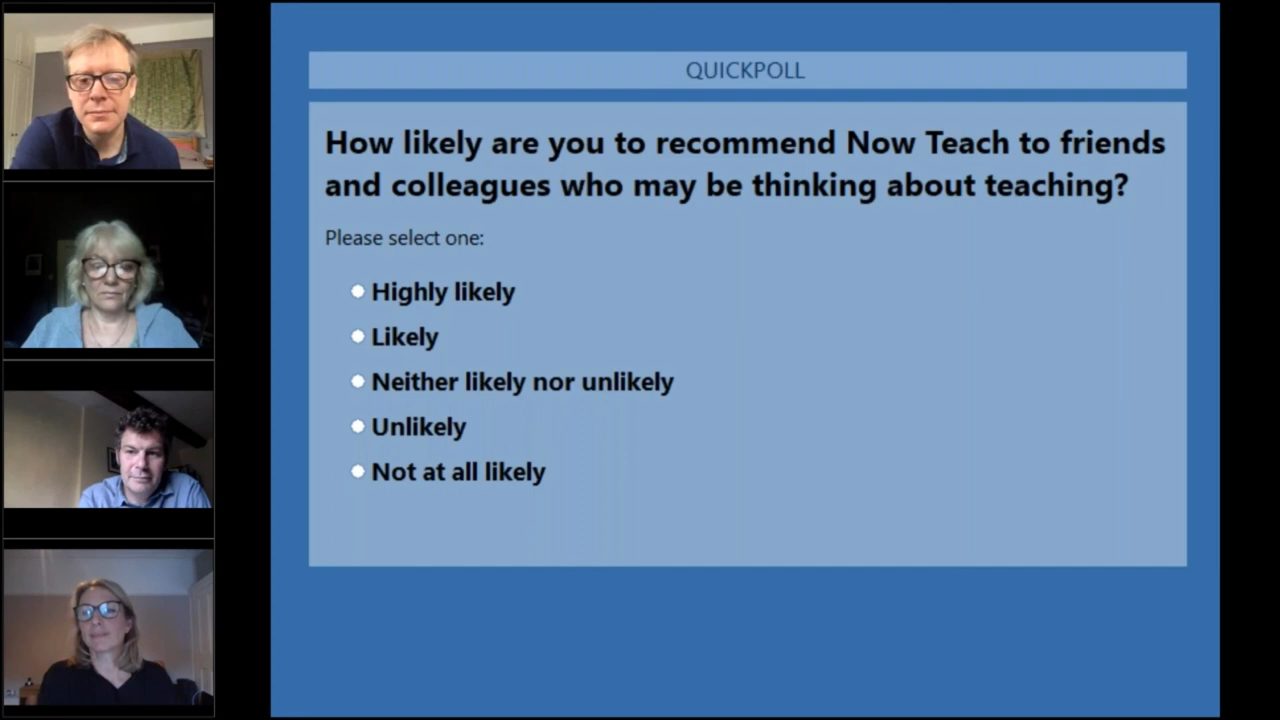 QUICKPOLL
How likely are you to recommend Now Teach to friends
and colleagues who may be thinking about teaching?
Please select one:
Highly likely
Likely
Neither likely nor unlikely
Unlikely
Not at all likely